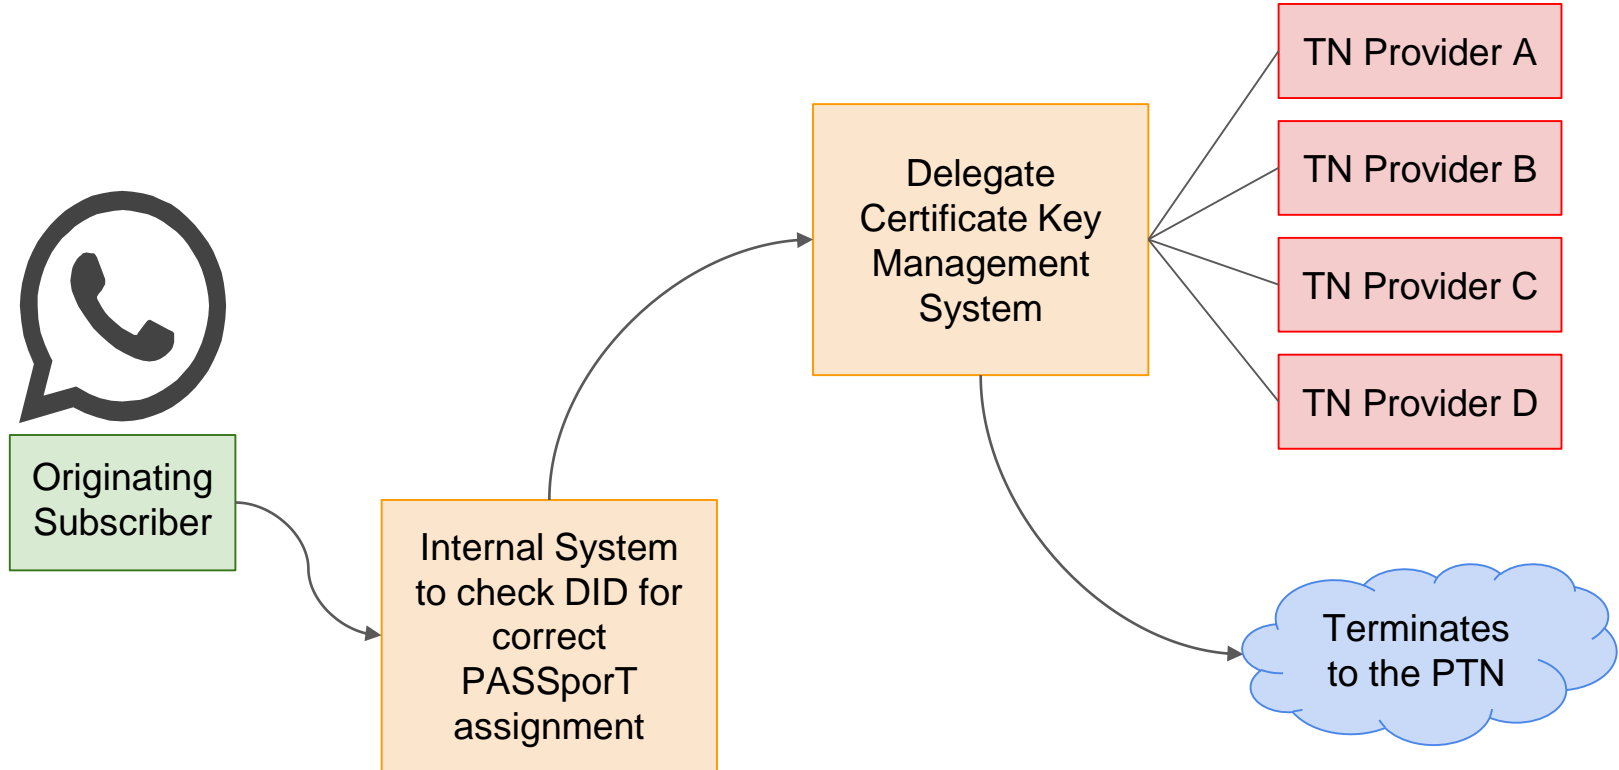 Originating
Subscriber
Internal System
to check DID for
correct
PASSporT
assignment
Delegate
Certificate Key
Management
System
TN Provider A
TN Provider B
TN Provider C
TN Provider D
Terminates
to the PTN